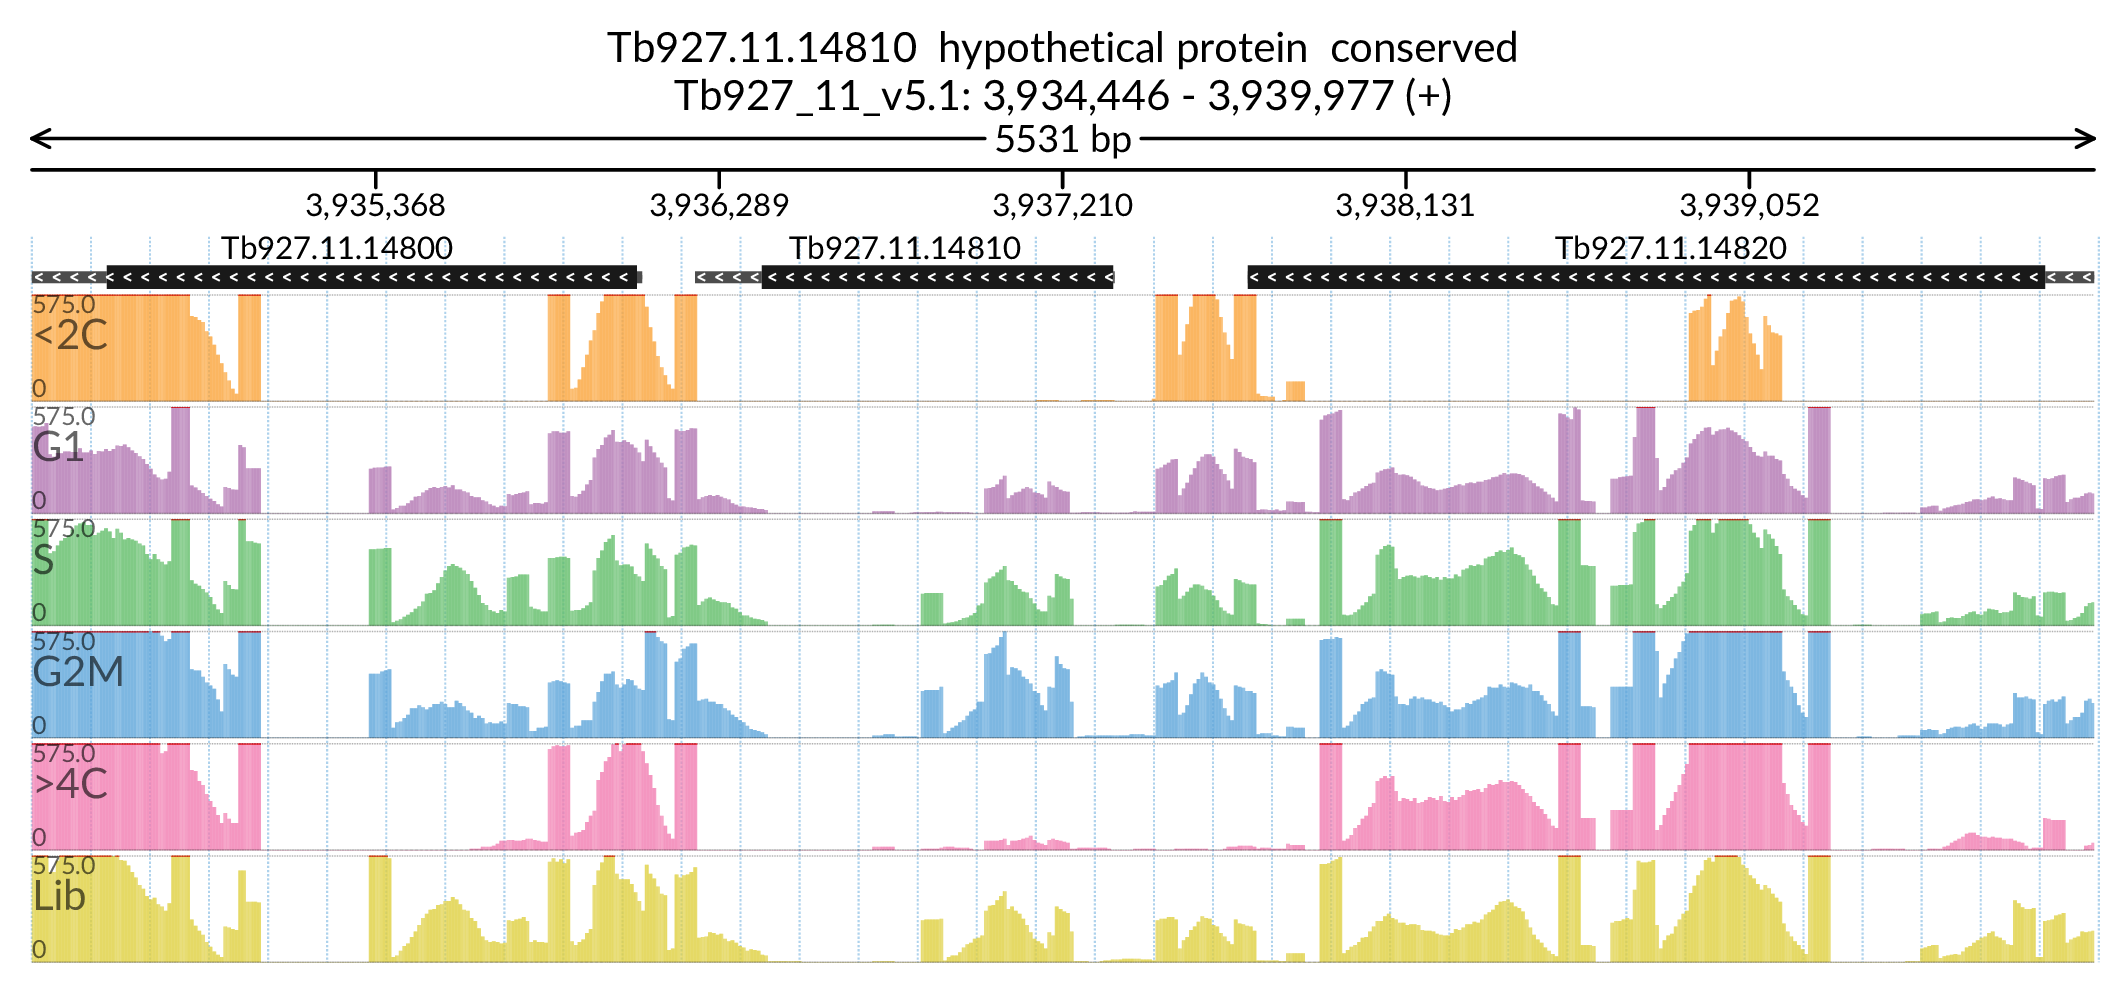 Tb927.11.14810  hypothetical protein  conserved
Tb927_11_v5.1: 3,934,446 - 3,939,977 (+)
5531 bp
3,935,368 3,936,289 3,937,210 3,938,131 3,939,052
Tb927.11.14800 Tb927.11.14810 Tb927.11.14820
575.0
<2C
0
575.0
G1
0
575.0
S
0
575.0
G2M
0
575.0
>4C
0
575.0
Lib
0